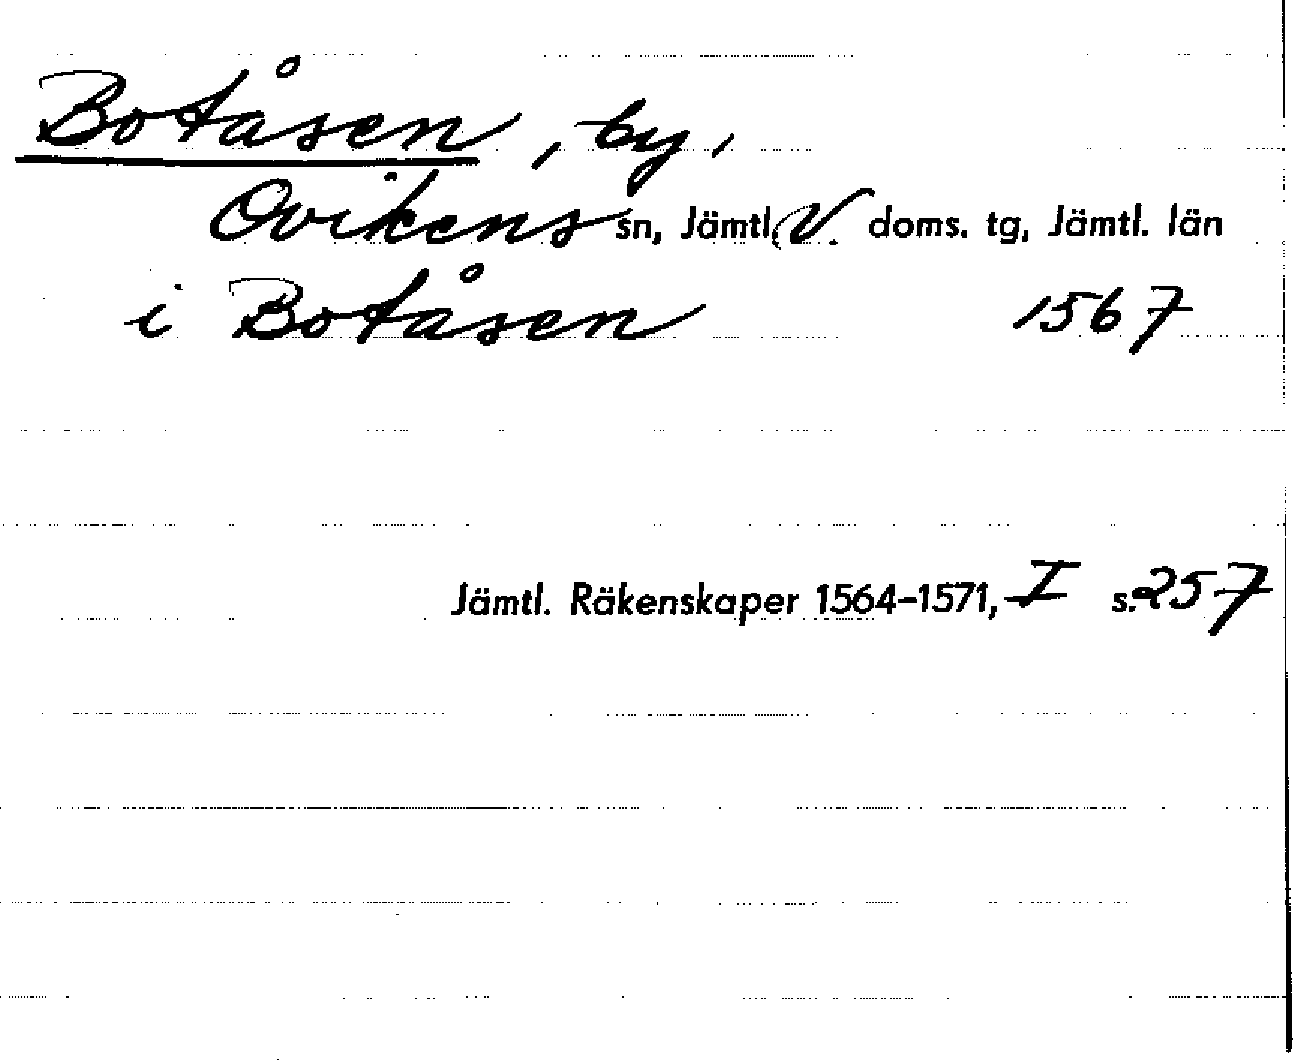 Botåsen, by,
Ovikens sn, Jämtl. V. doms. tg, Jämtl. län
i Botåsen 1567
Jämtl. Räkenskaper 1564-1571, I s. 257